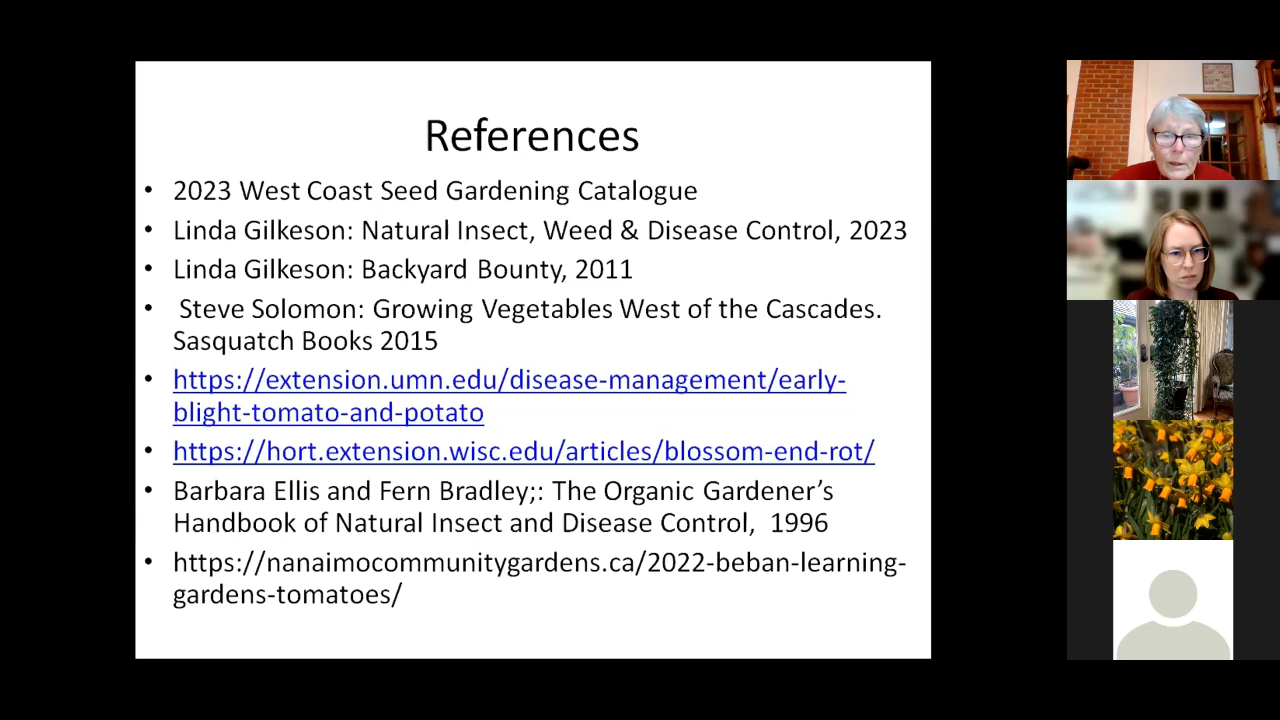 References
• 2023 West Coast Seed Gardening Catalogue
• Linda Gilkeson: Natural Insect, Weed & Disease Control, 2023
• Linda Gilkeson: Backyard Bounty, 2011
• Steve Solomon: Growing Vegetables West of the Cascades.
Sasquatch Books 2015
• https://extension.umn.edu/disease-management/early-
blight-tomato-and-potato
• https://hort.extension.wisc.edu/articles/blossom-end-rot/
• Barbara Ellis and Fern Bradley;: The Organic Gardener’s
Handbook of Natural Insect and Disease Control,  1996
• https://nanaimocommunitygardens.ca/2022-beban-learning-
gardens-tomatoes/